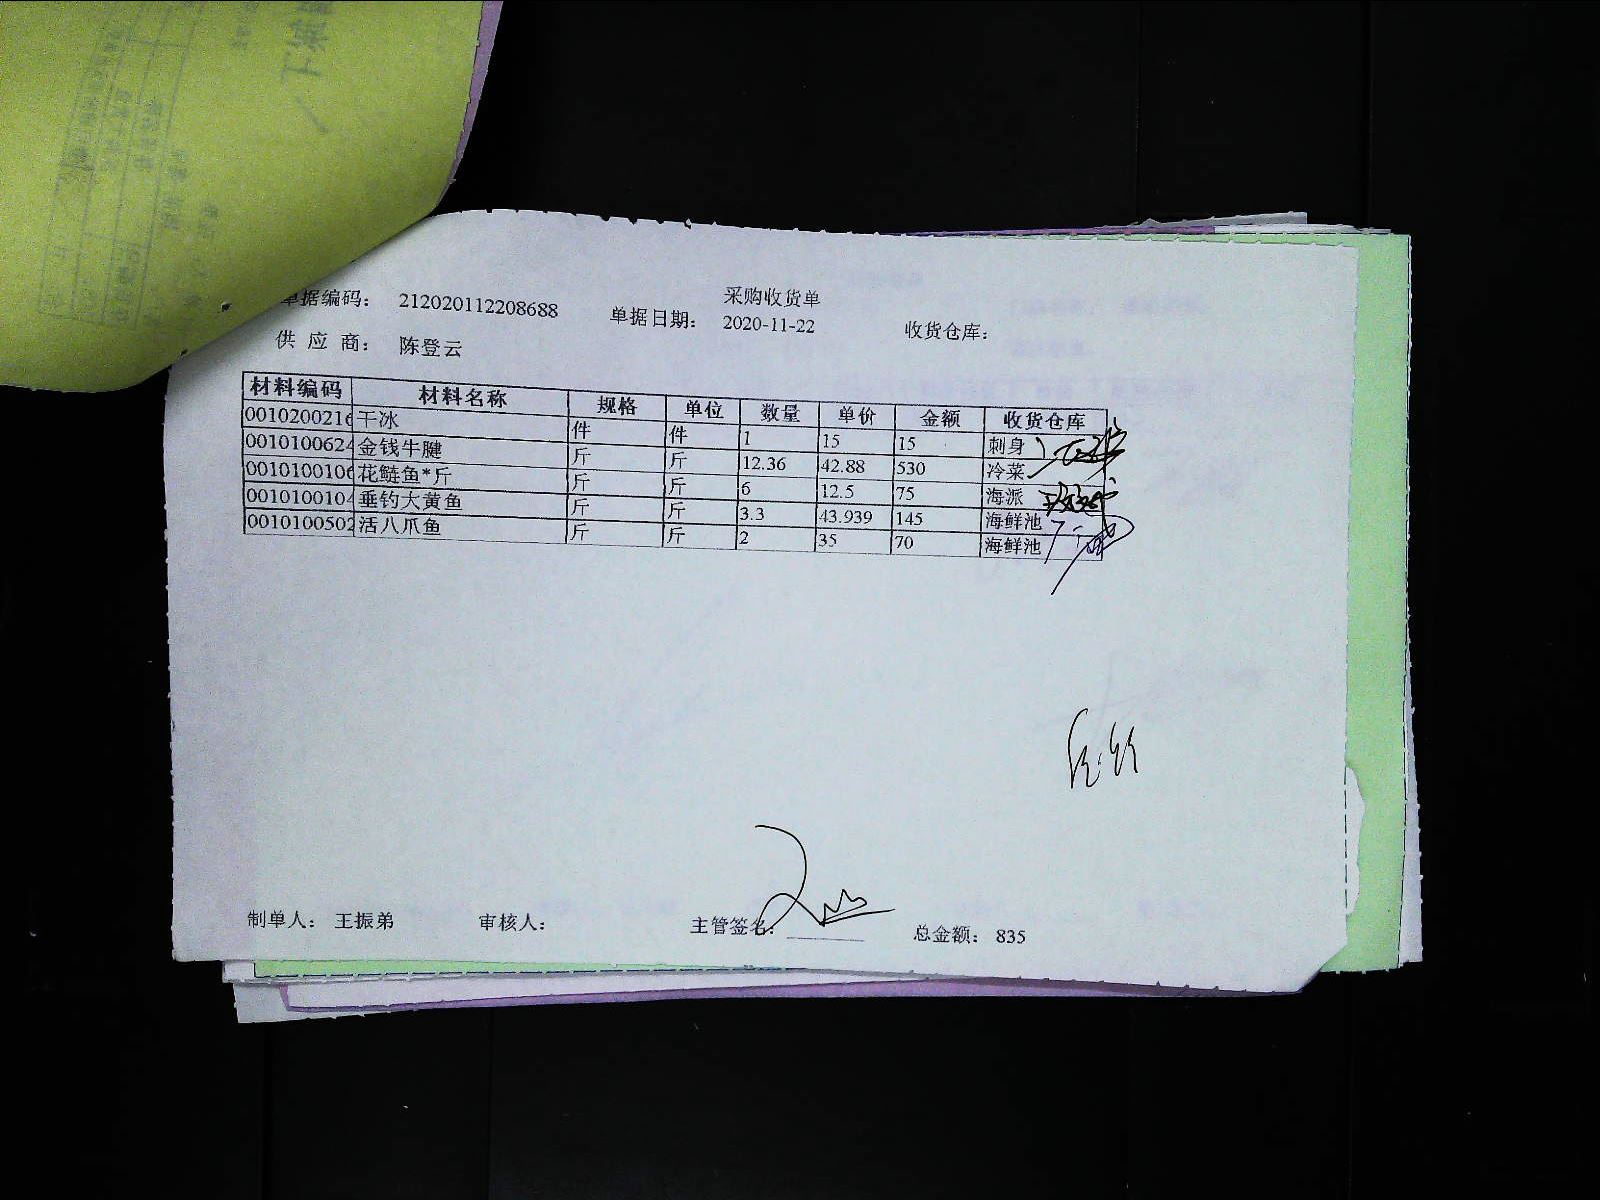 采购收货单
单据编码： 212020112208688 单据日期： 2020-11-22 收货仓库：
供 应 商： 陈登云
材料编码 材料名称 规格 单位 数量 单价 金额 收货仓库
0010200216 干冰 件 件 1 15 15 刺身
0010100624 金钱牛腱 斤 斤 12.36 42.88 530 冷菜
0010100106 花鲢鱼*斤 斤 斤 6 12.5 75 海派
0010100104 垂钓大黄鱼 斤 斤 3.3 43.939 145 海鲜池
0010100502 活八爪鱼 斤 斤 2 35 70 海鲜池
制单人： 王振弟 审核人： 主管签名： 总金额： 835